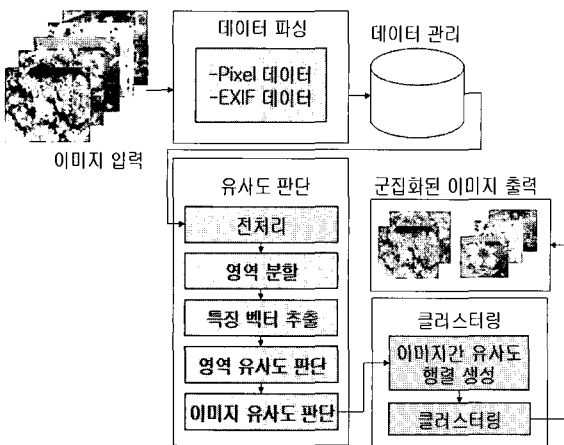 데이터 파싱
데이터 관리
-Pixel 데이터
-EXIF 데이터
이미지 입력
유사도 판단
전처리
영역 분할
특징 벡터 추출
영역 유사도 판단
이미지 유사도 판단
군집화된 이미지 출력
클러스터링
이미지간 유사도
행렬 생성
클러스터링